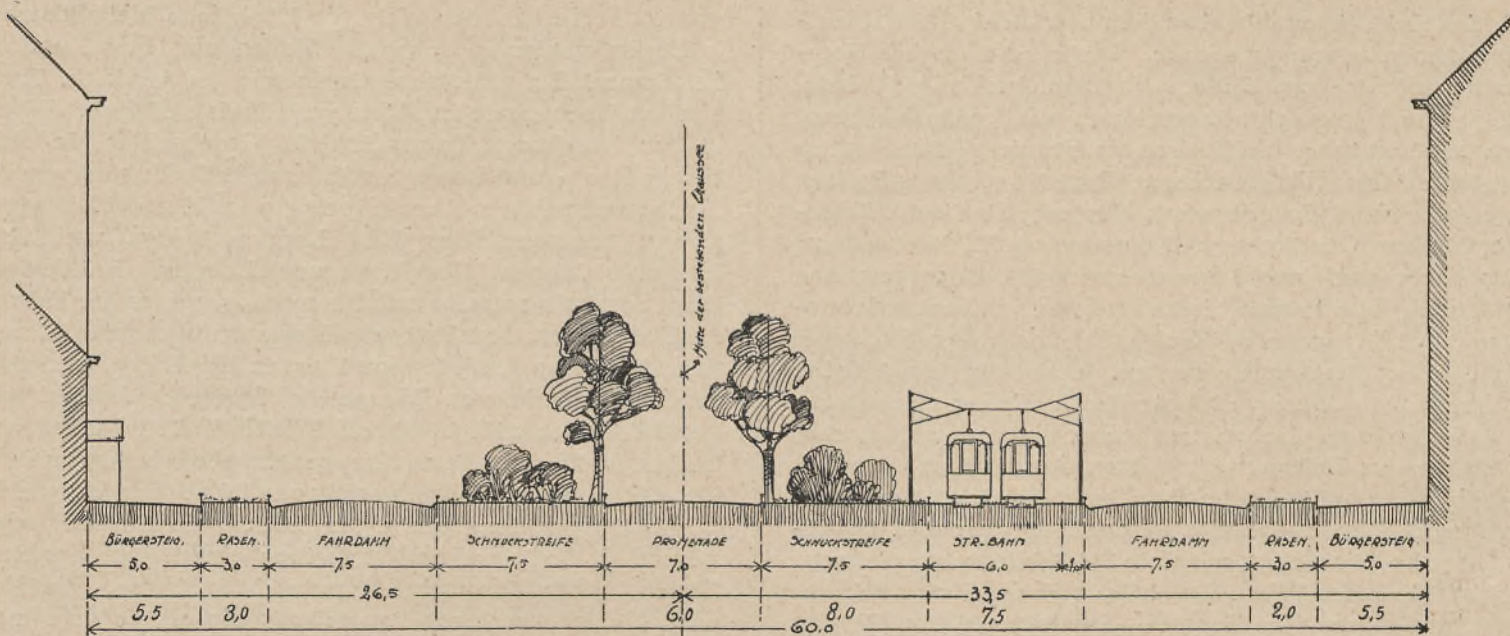 Mitte der bestehenden Chaussee
BÜRGERSTEIG. RASEN. FAHRDAMM SCHMUCKSTREIFE PROMENADE SCHMUCKSTREIFE STR.-BAHN FAHRDAMM RASEN. BÜRGERSTEIG
5,0 3,0 7,5 7,5 7,0 7,5 6,0 1,0 7,5 3,0 5,0
26,5 33,5
5,5 3,0 6,0 8,0 7,5 2,0 5,5
60,0